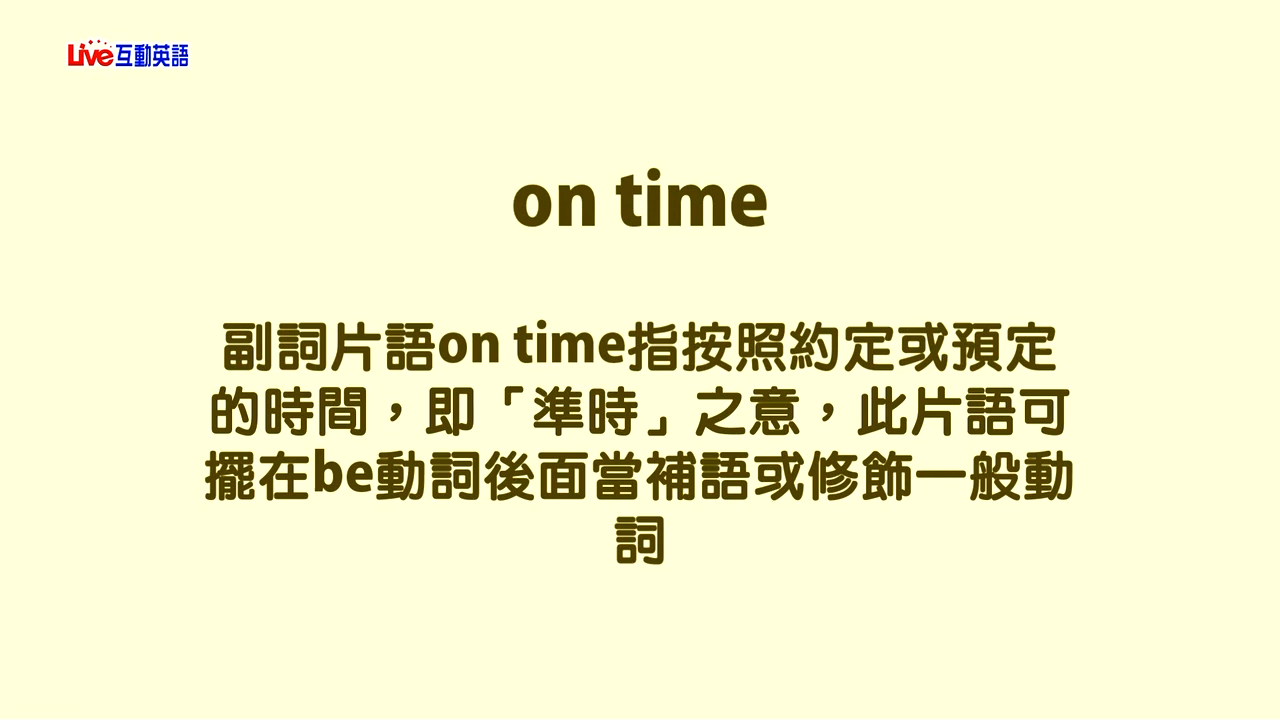 Live互動英語
on time
副詞片語on time指按照約定或預定
的時間，即「準時」之意，此片語可
擺在be動詞後面當補語或修飾一般動
詞